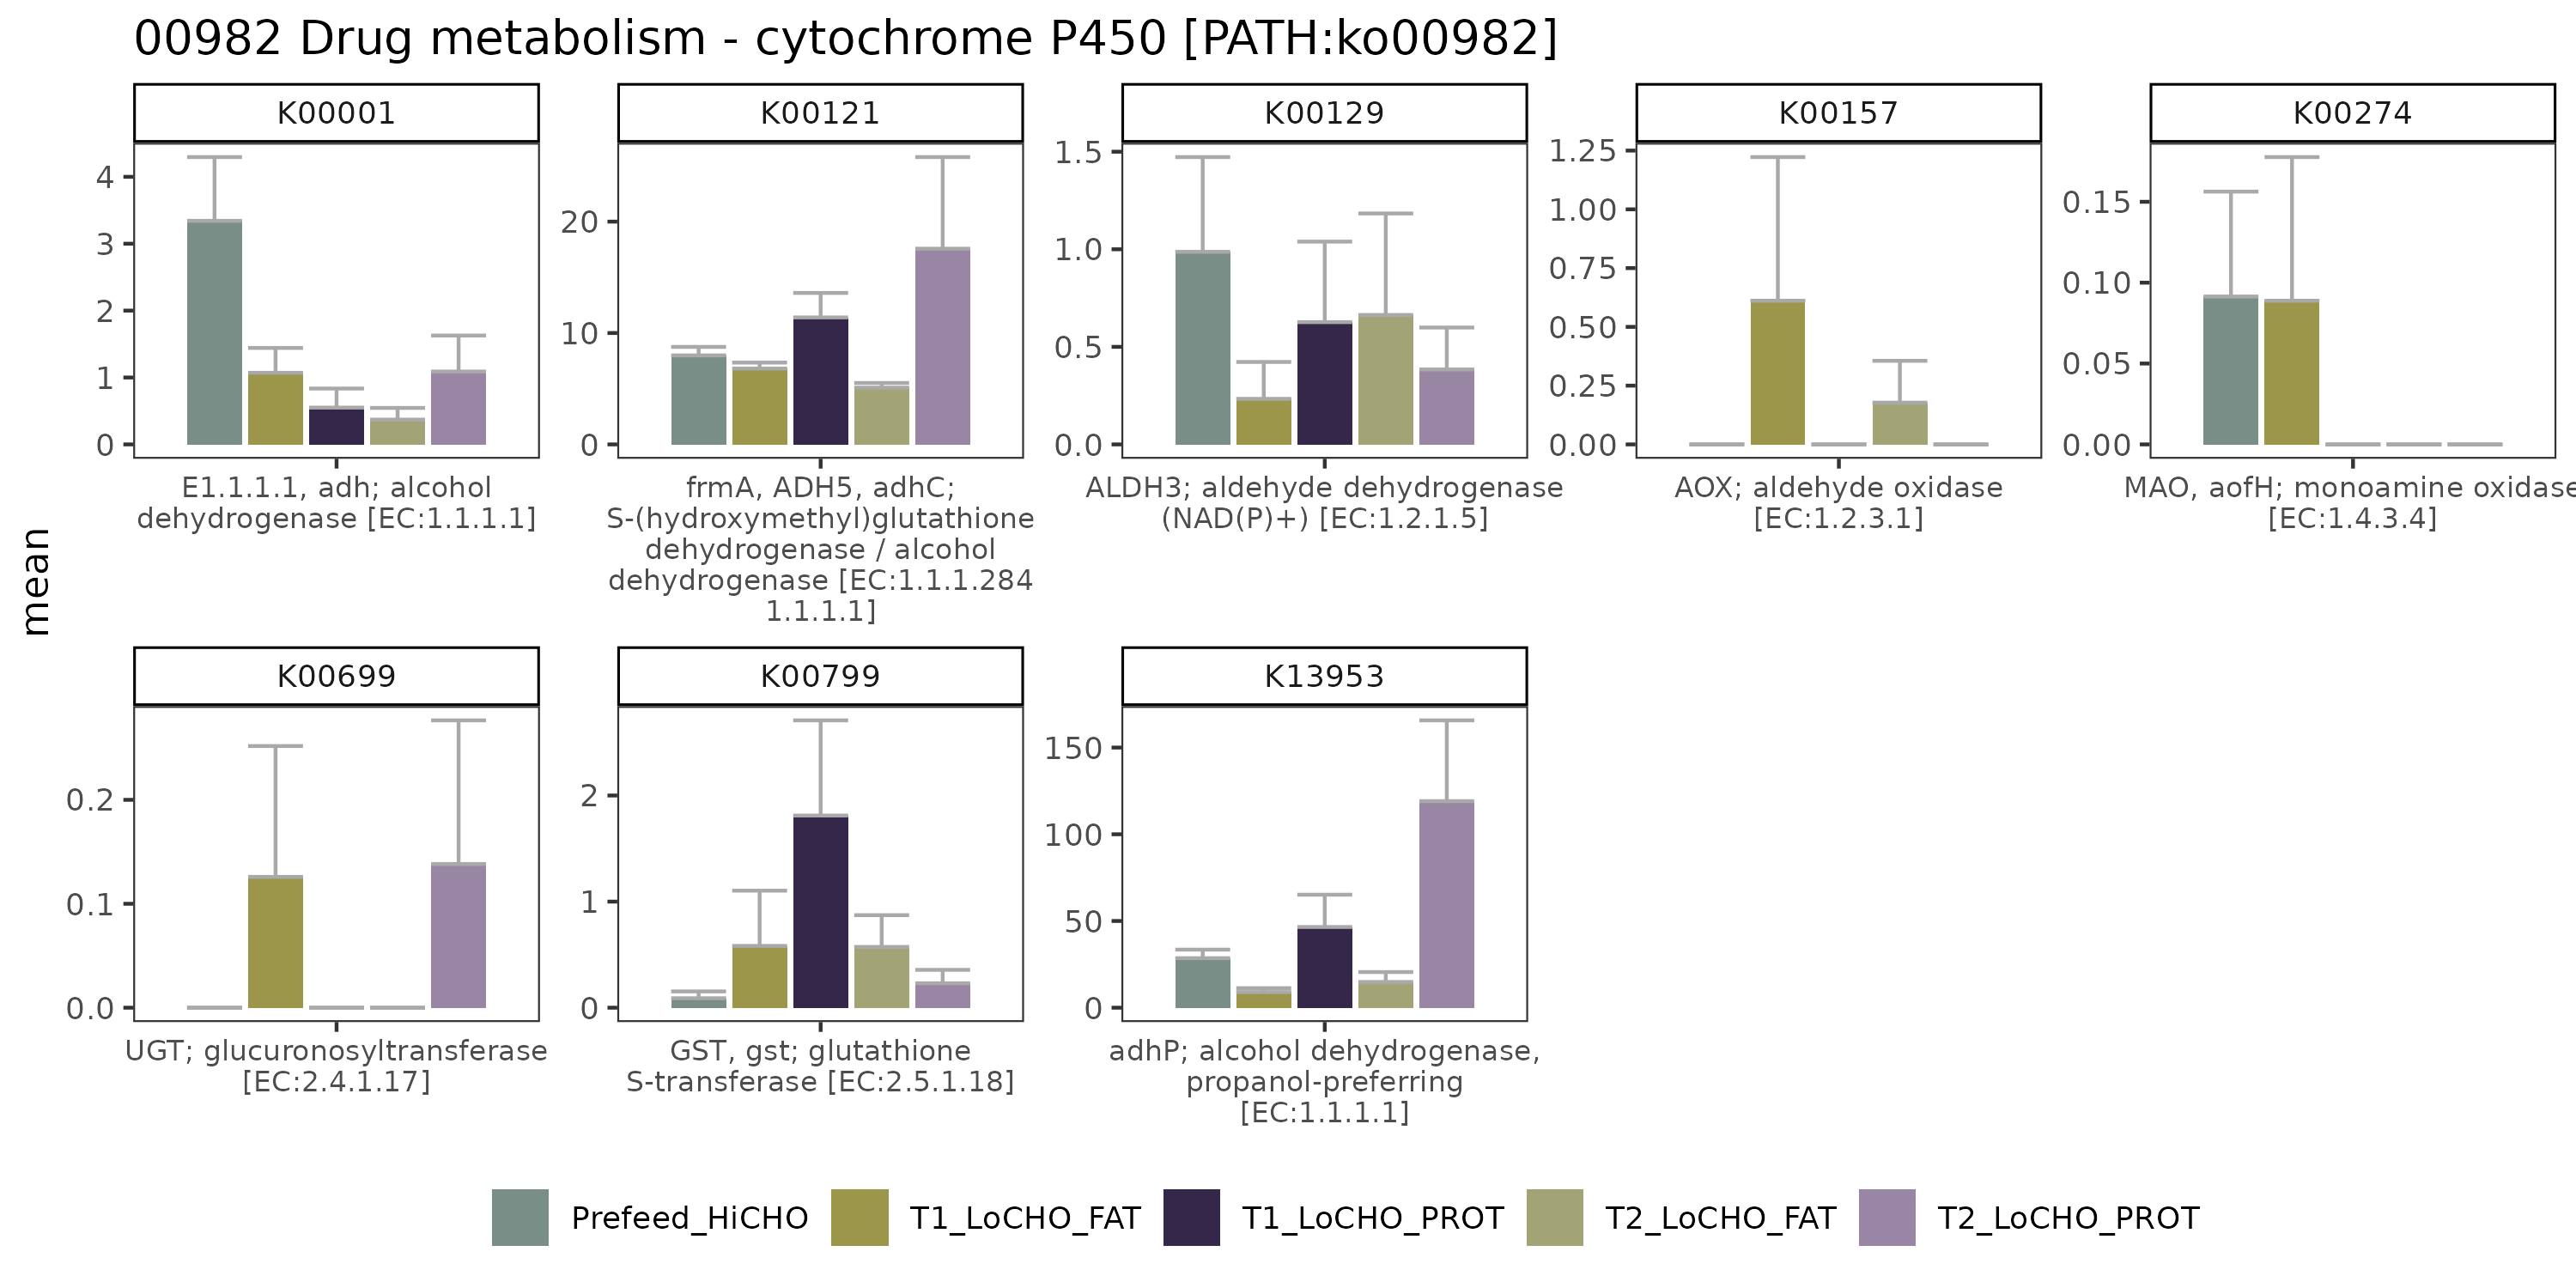 00982 Drug metabolism - cytochrome P450 [PATH:ko00982]
K00001
K00121
K00129
K00157
K00274
4
3
2
1
0
20
10
0
1.5
1.0
0.5
0.0
1.25
1.00
0.75
0.50
0.25
0.00
0.15
0.10
0.05
0.00
E1.1.1.1, adh; alcohol
dehydrogenase [EC:1.1.1.1]
frmA, ADH5, adhC;
S-(hydroxymethyl)glutathione
dehydrogenase / alcohol
dehydrogenase [EC:1.1.1.284
1.1.1.1]
ALDH3; aldehyde dehydrogenase
(NAD(P)+) [EC:1.2.1.5]
AOX; aldehyde oxidase
[EC:1.2.3.1]
MAO, aofH; monoamine oxidase
[EC:1.4.3.4]
mean
K00699
K00799
K13953
0.2
0.1
0.0
2
1
0
150
100
50
0
UGT; glucuronosyltransferase
[EC:2.4.1.17]
GST, gst; glutathione
S-transferase [EC:2.5.1.18]
adhP; alcohol dehydrogenase,
propanol-preferring
[EC:1.1.1.1]
Prefeed_HiCHO
T1_LoCHO_FAT
T1_LoCHO_PROT
T2_LoCHO_FAT
T2_LoCHO_PROT